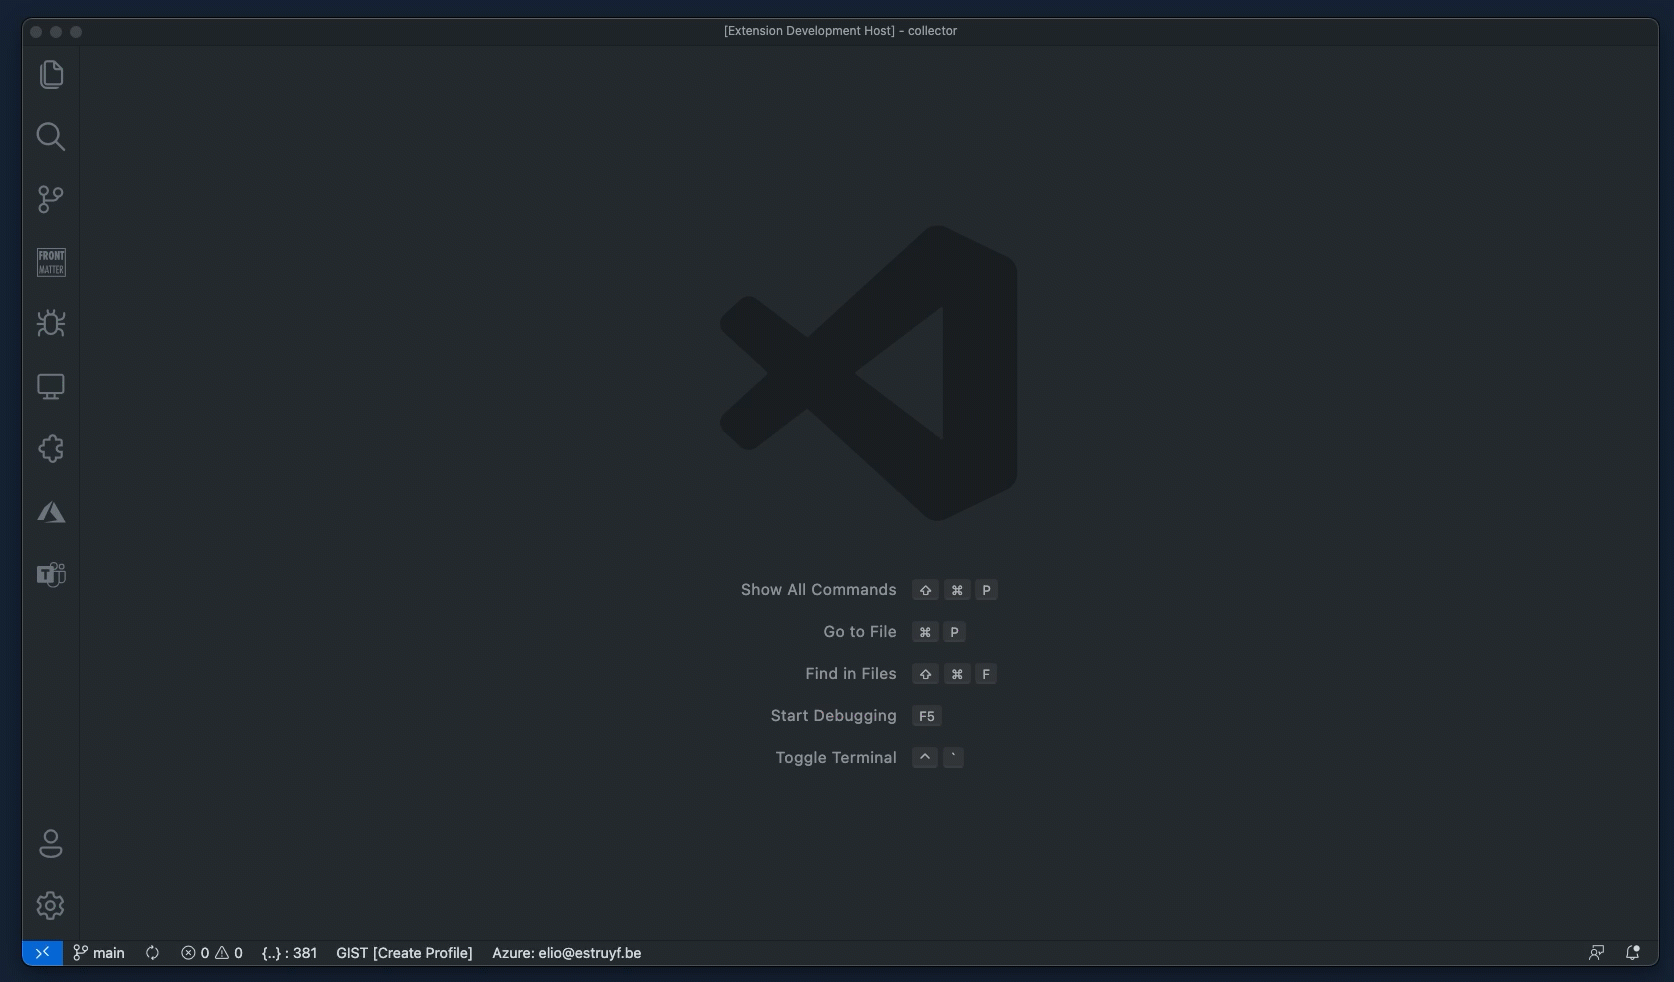 [Extension Development Host] - collector
FRONT
MATTER
T
Show All Commands ⇧ ⌘ P
Go to File ⌘ P
Find in Files ⇧ ⌘ F
Start Debugging F5
Toggle Terminal ^ `
main 0 0 {..} : 381 GIST [Create Profile] Azure: elio@estruyf.be